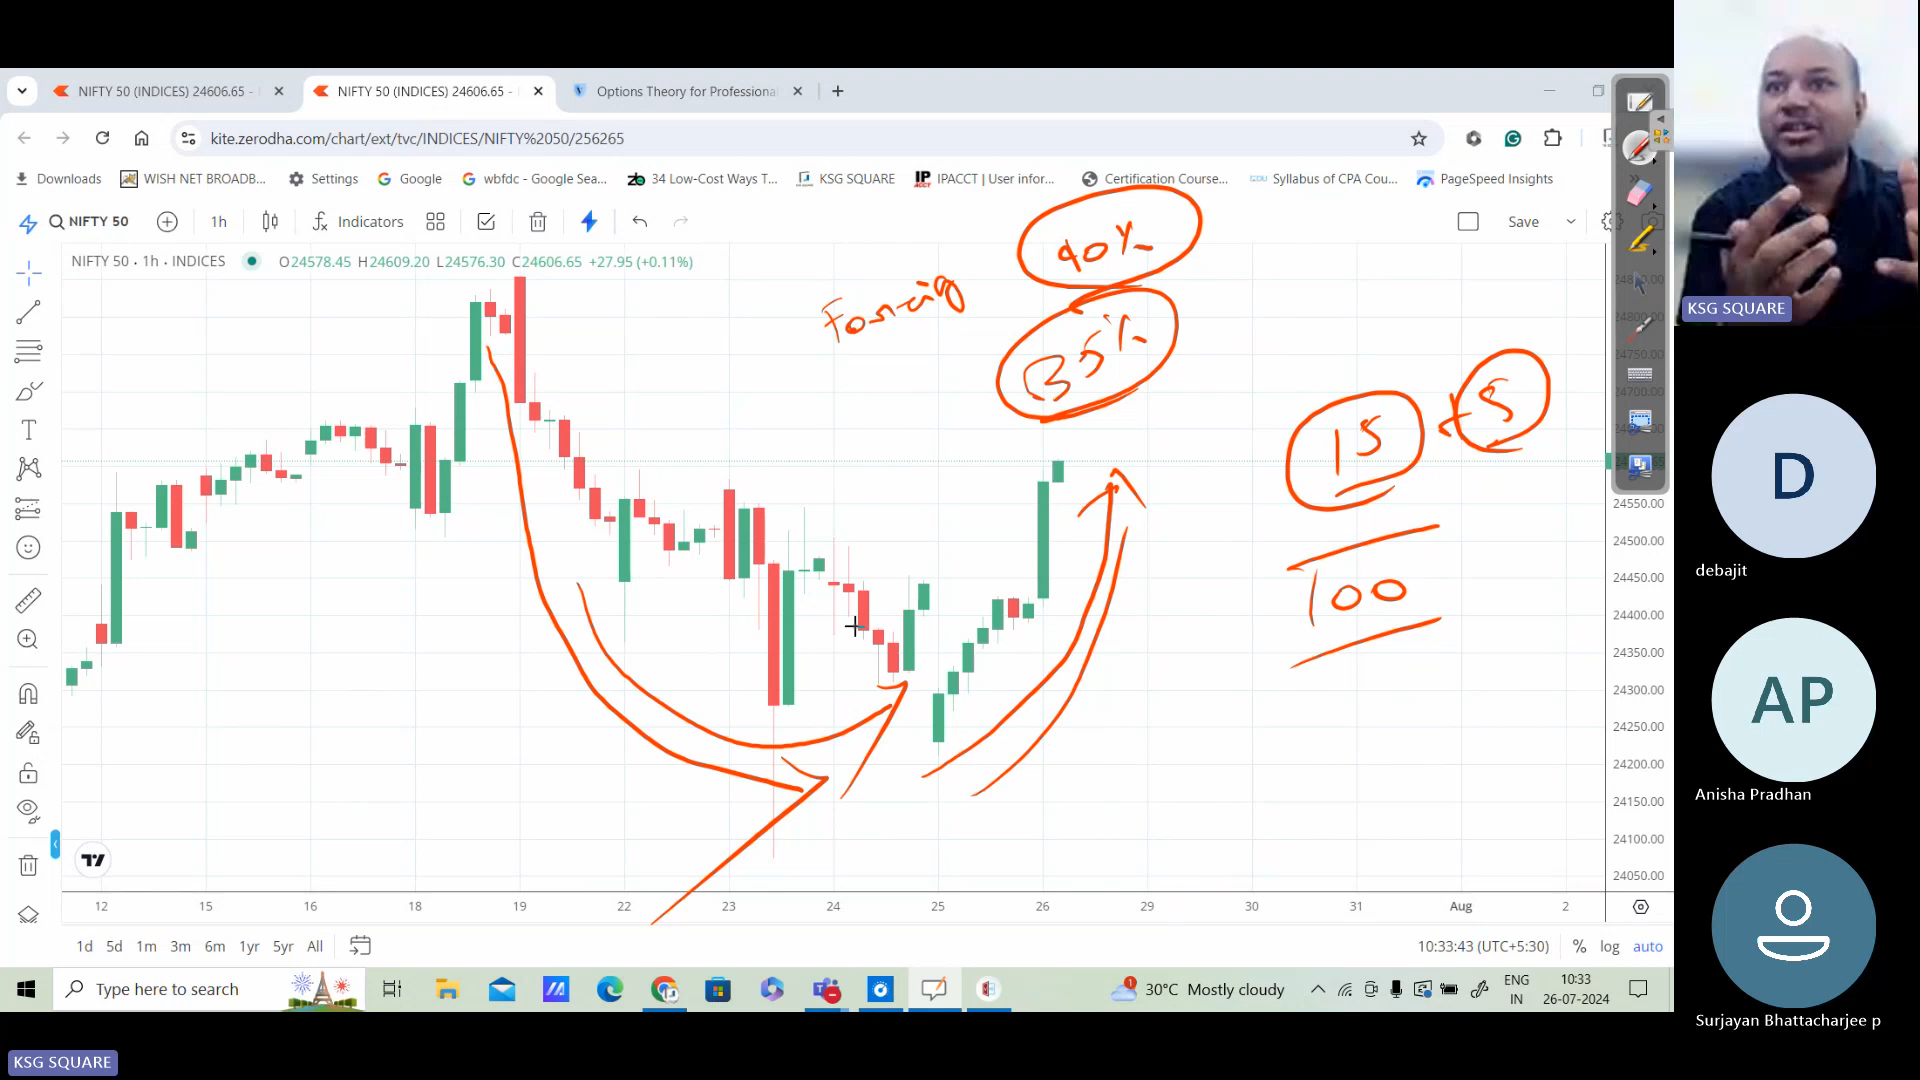 NIFTY 50 (INDICES) 24606.65 -
NIFTY 50 (INDICES) 24606.65 -
Options Theory for Professiona
kite.zerodha.com/chart/ext/tvc/INDICES/NIFTY%2050/256265
Downloads
WISH NET BROADB...
Settings
Google
wbfdc - Google Sea...
34 Low-Cost Ways T...
KSG SQUARE
IPACCT | User infor...
Certification Course...
Syllabus of CPA Cou...
PageSpeed Insights
NIFTY 50
1h
Indicators
Save
NIFTY 50 · 1h · INDICES
O24578.45 H24609.20 L24576.30 C24606.65 +27.95 (+0.11%)
40%
35%
15 + 5
100
24750.00
24700.00
24550.00
24500.00
24450.00
24400.00
24350.00
24300.00
24250.00
24200.00
24150.00
24100.00
24050.00
12 15 16 18 19 22 23 24 25 26 29 30 31 Aug 2
1d 5d 1m 3m 6m 1yr 5yr All
10:33:43 (UTC+5:30)
% log auto
Type here to search
30°C Mostly cloudy
ENG
IN
10:33
26-07-2024
KSG SQUARE
D
debajit
AP
Anisha Pradhan
Surjayan Bhattacharjee p
KSG SQUARE